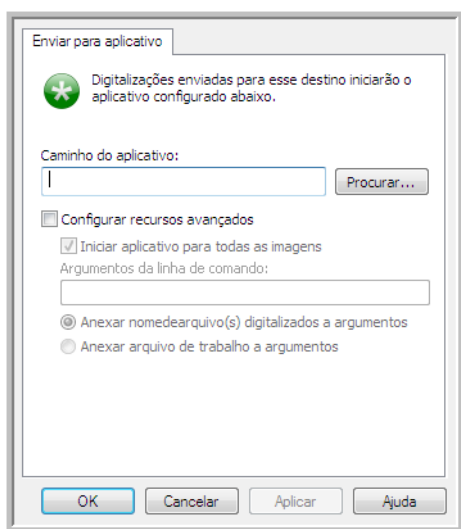 Enviar para aplicativo
Digitalizações enviadas para esse destino iniciarão o
aplicativo configurado abaixo.
Caminho do aplicativo:
Procurar...
Configurar recursos avançados
Iniciar aplicativo para todas as imagens
Argumentos da linha de comando:
Anexar nomedearquivo(s) digitalizados a argumentos
Anexar arquivo de trabalho a argumentos
OK Cancelar Aplicar Ajuda